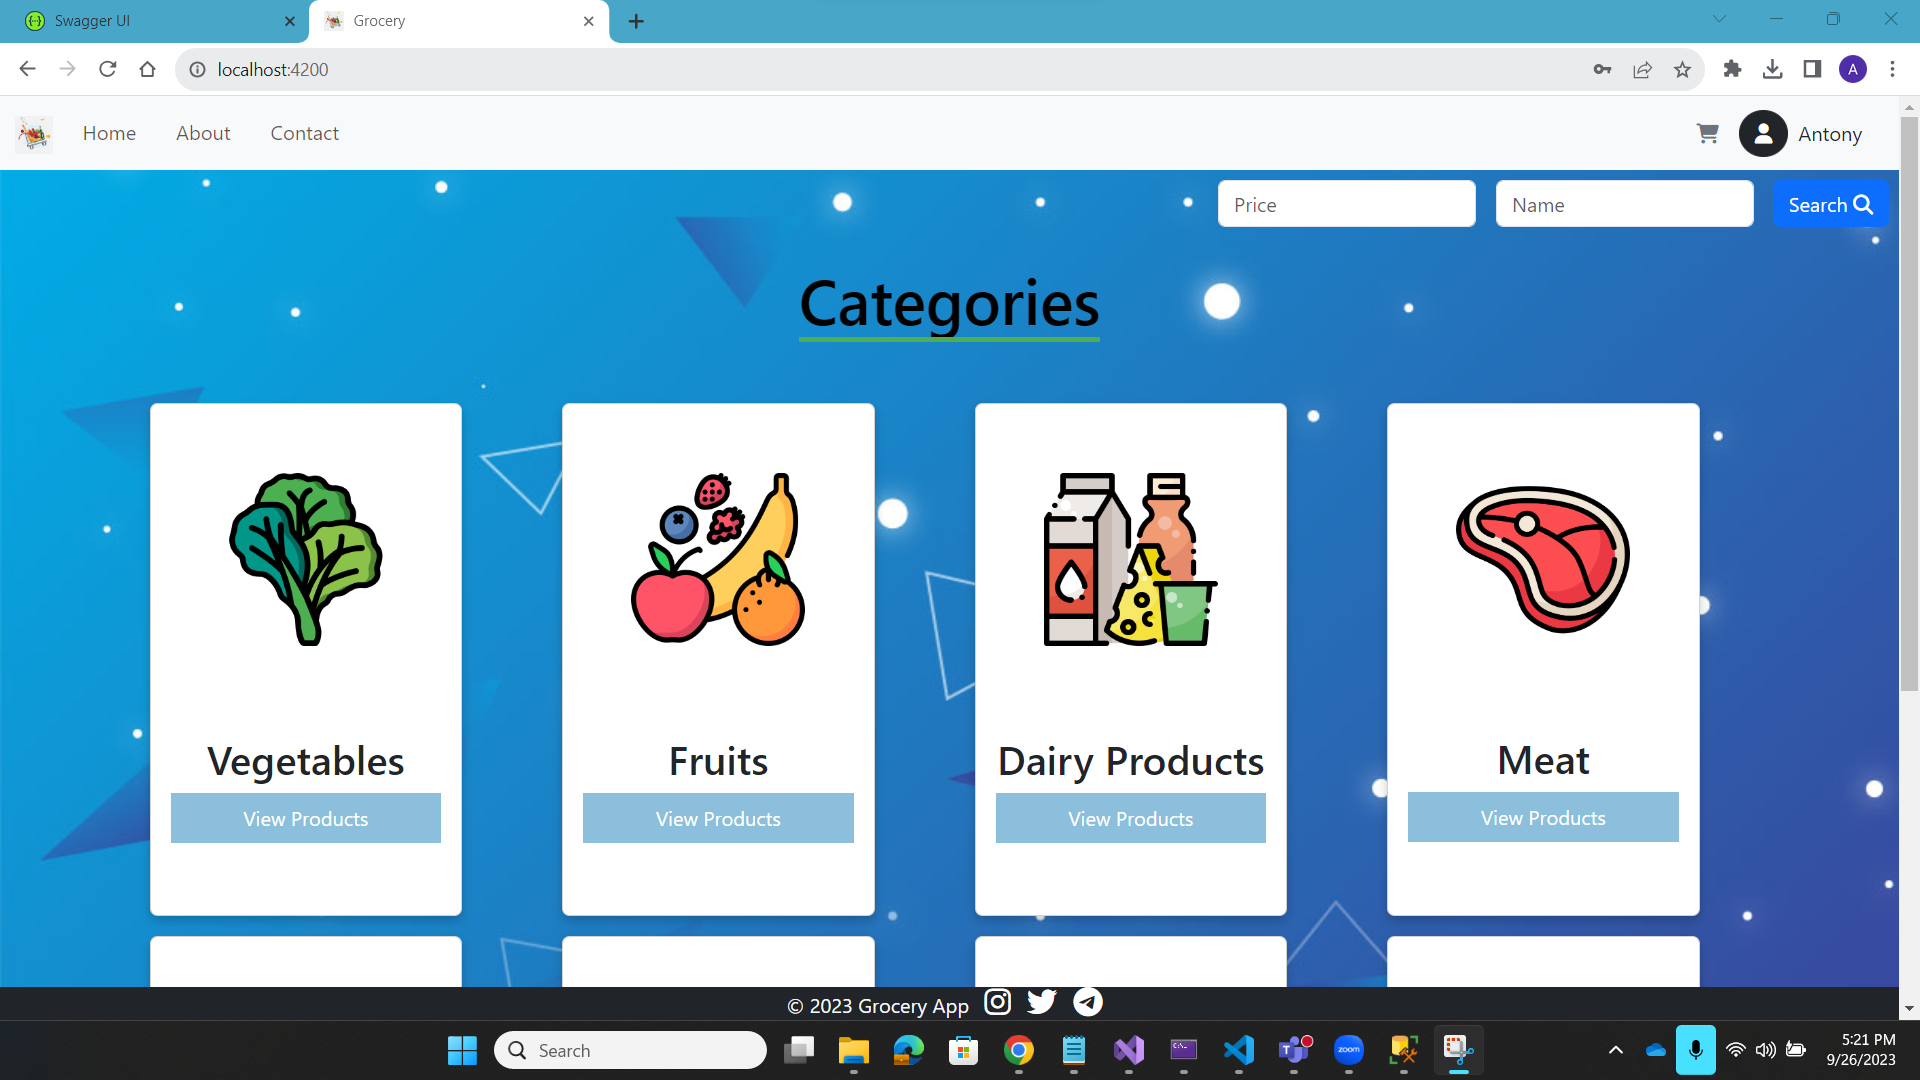 Swagger UI
Grocery
localhost:4200
A
Home
About
Contact
Antony
Price
Name
Search
Categories
Vegetables
Fruits
Dairy Products
Meat
View Products
View Products
View Products
View Products
© 2023 Grocery App
Search
zoom
5:21 PM
9/26/2023